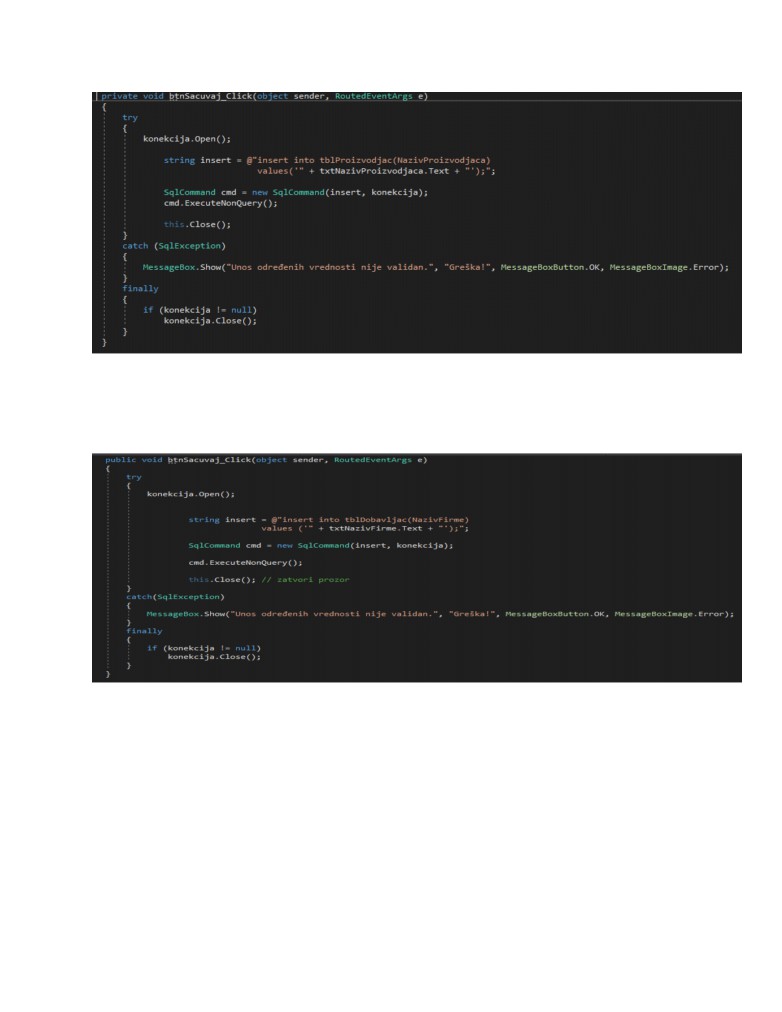 private void btnSacuvaj_Click(object sender, RoutedEventArgs e)
{
try
{
konekcija.Open();
string insert = @"insert into tblProizvodjac(NazivProizvodjaca)
values('" + txtNazivProizvodjaca.Text + "');";
SqlCommand cmd = new SqlCommand(insert, konekcija);
cmd.ExecuteNonQuery();
this.Close();
}
catch (SqlException)
{
MessageBox.Show("Unos određenih vrednosti nije validan.", "Greška!", MessageBoxButton.OK, MessageBoxImage.Error);
}
finally
{
if (konekcija != null)
konekcija.Close();
}
}
public void btnSacuvaj_Click(object sender, RoutedEventArgs e)
{
try
{
konekcija.Open();
string insert = @"insert into tblDobavljac(NazivFirme)
values ('" + txtNazivFirme.Text + "');";
SqlCommand cmd = new SqlCommand(insert, konekcija);
cmd.ExecuteNonQuery();
this.Close(); // zatvori prozor
}
catch(SqlException)
{
MessageBox.Show("Unos određenih vrednosti nije validan.", "Greška!", MessageBoxButton.OK, MessageBoxImage.Error);
}
finally
{
if (konekcija != null)
konekcija.Close();
}
}